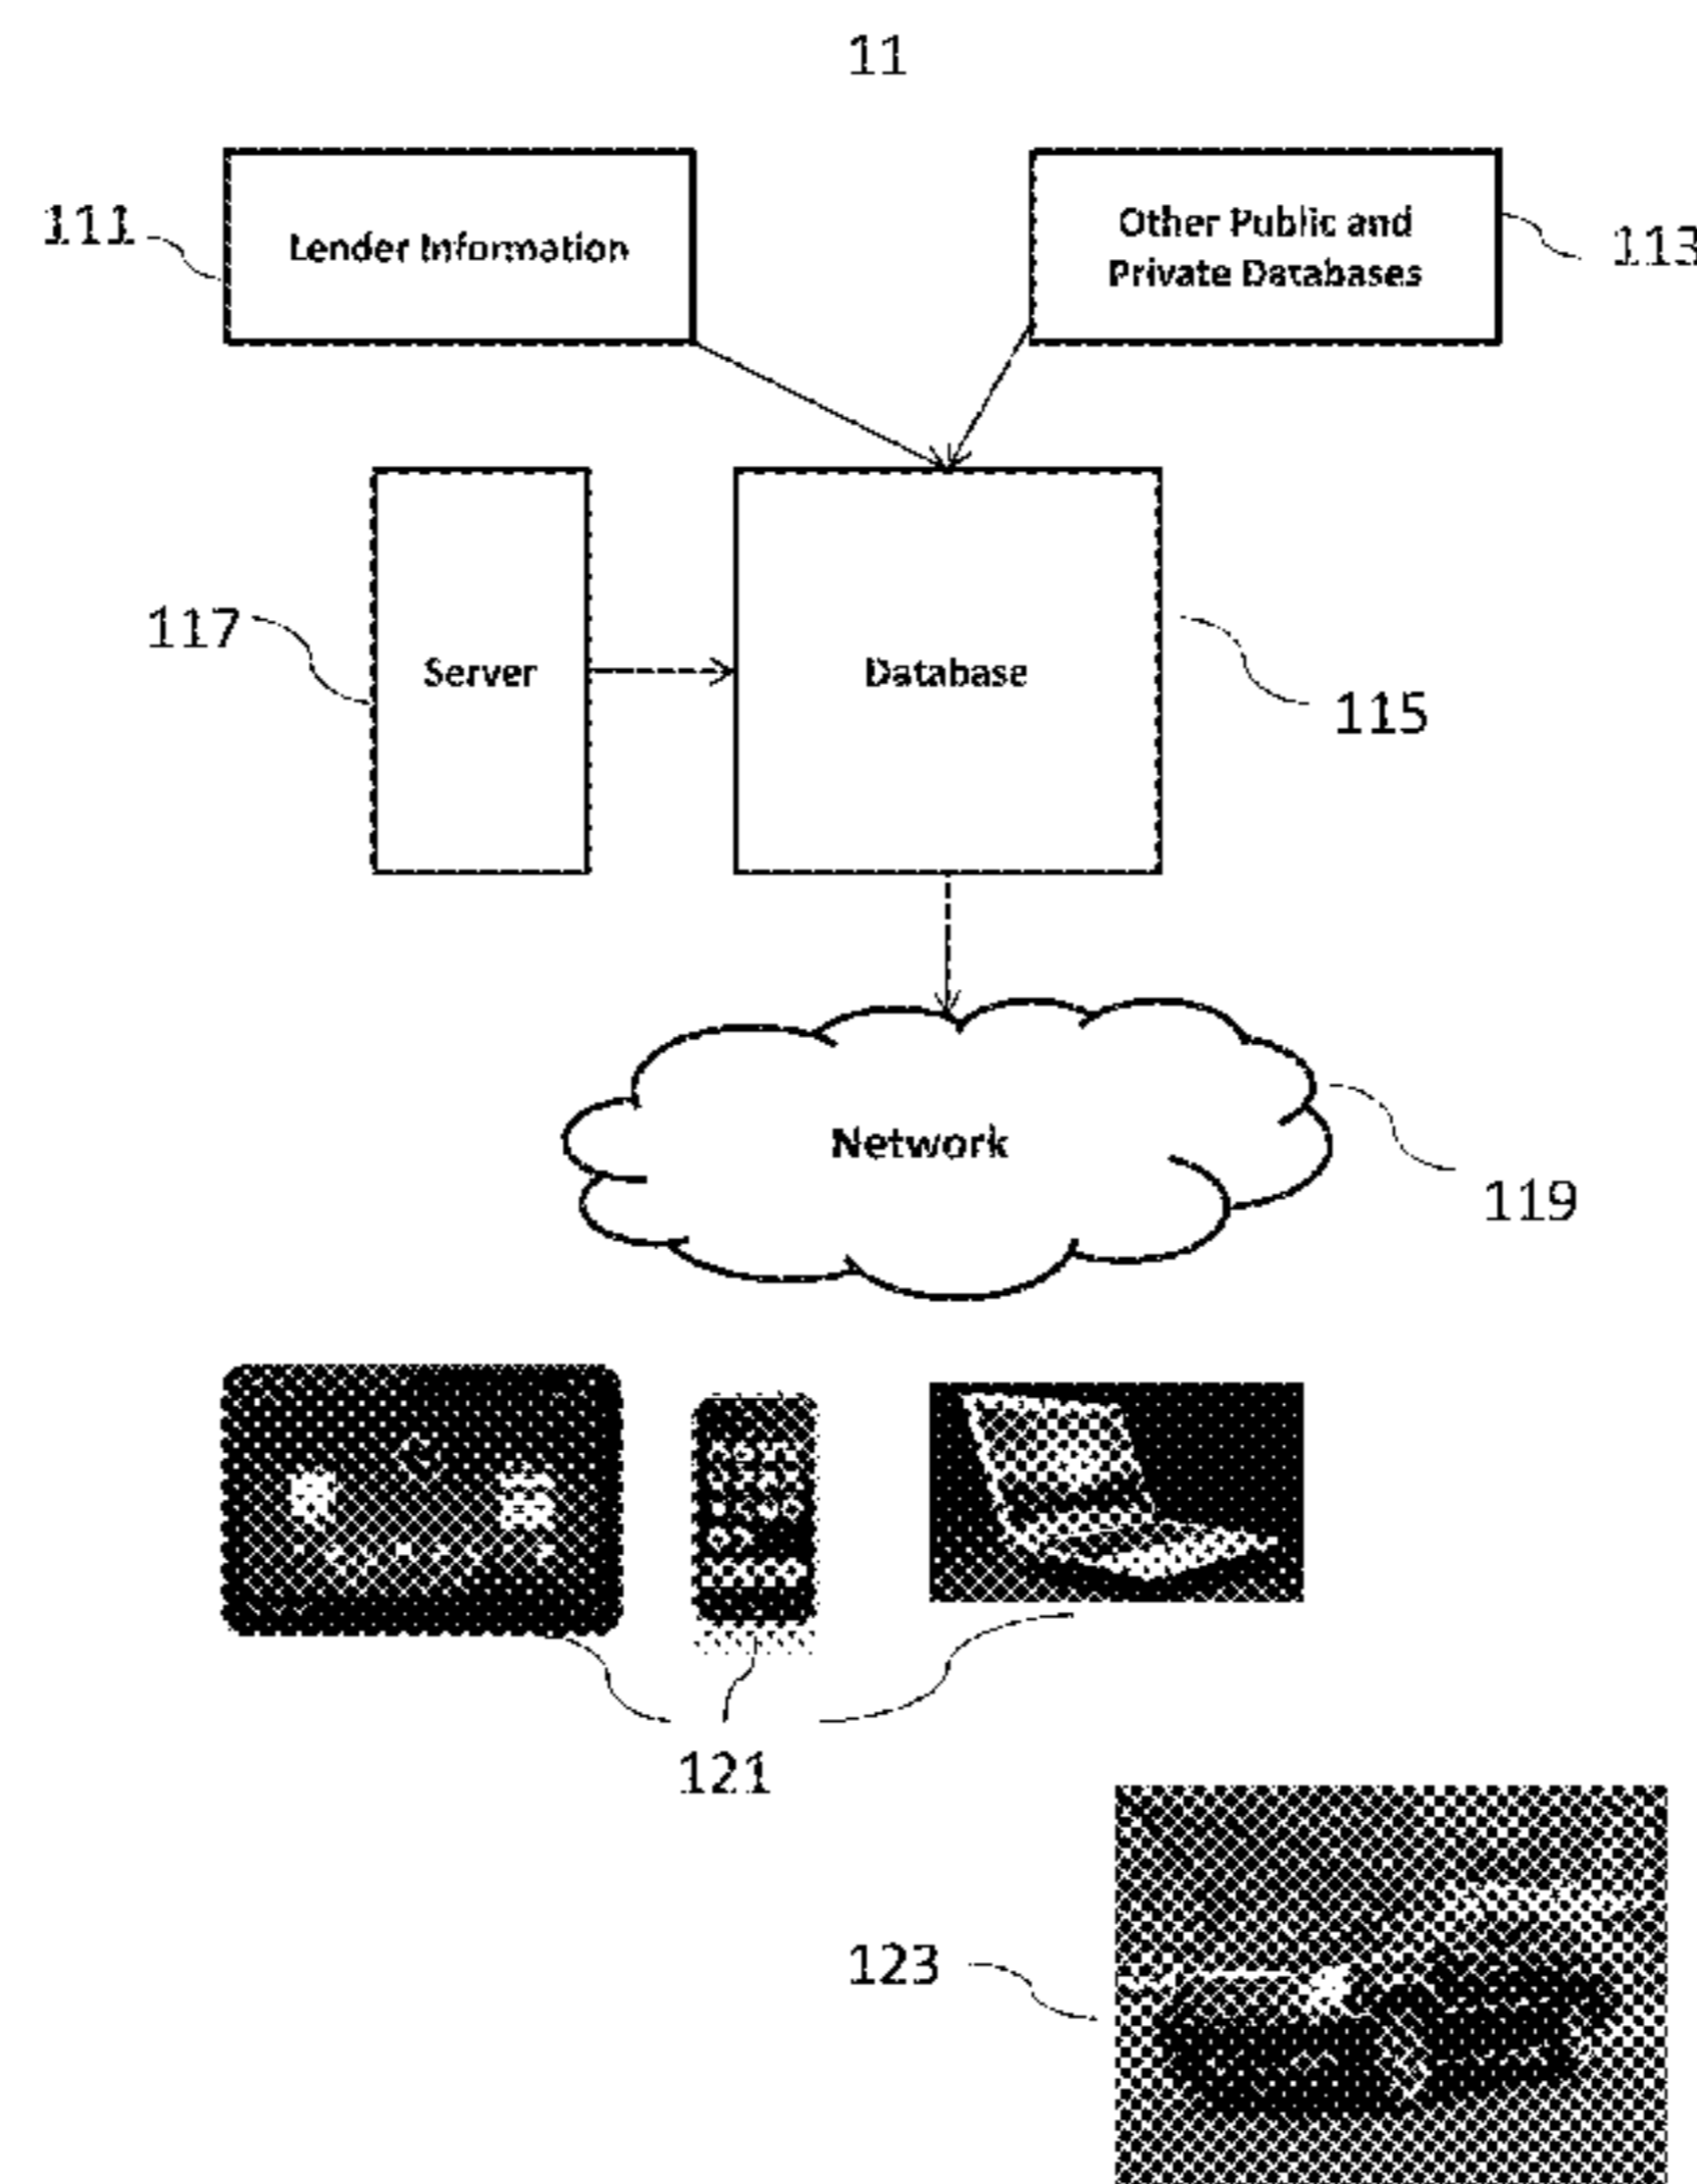 11
111
Lender Information
Other Public and
Private Databases
113
117
Server
Database
115
Network
119
121
123